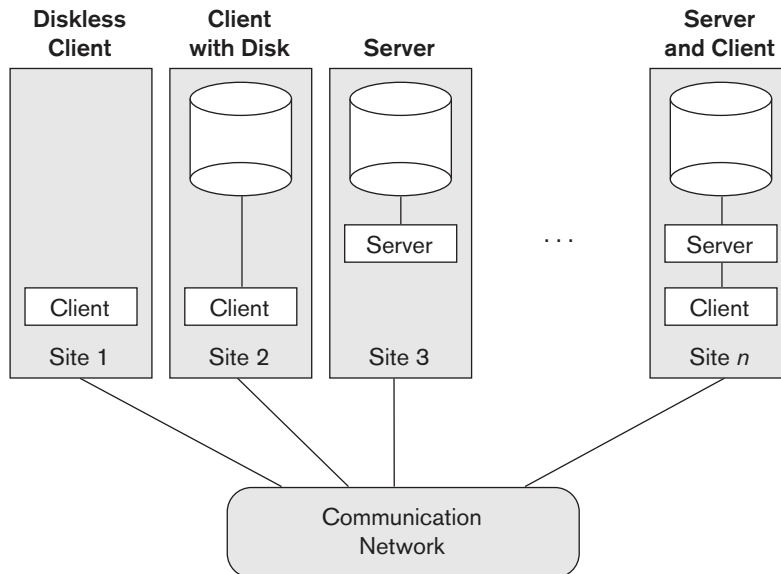 Diskless
Client
Client
with Disk
Server
Server
and Client
Server
. . .
Server
Client
Client
Client
Site 1
Site 2
Site 3
Site n
Communication
Network